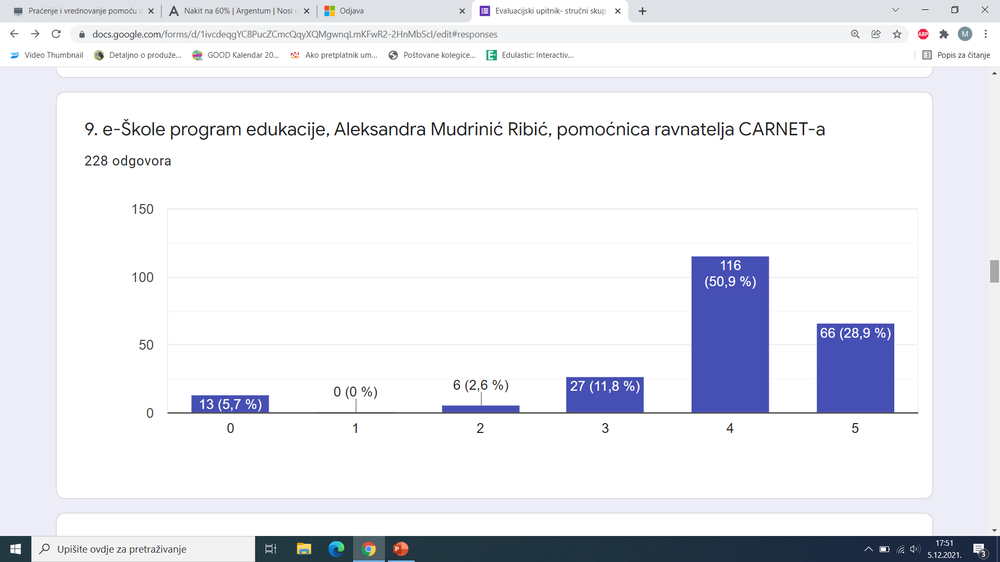 Praćenje i vrednovanje pomoću
Nakit na 60% | Argentum | Nosi
Odjava
Evaluacijski upitnik- stručni skup
docs.google.com/forms/d/1ivcdeqgYC8PucZCmcQqyXQMgwnqLmKFwR2-2HnMbScI/edit#responses
ABP
M
Video Thumbnail
Detaljno o produže...
GOOD Kalendar 20...
24
Ako pretplatnik um...
Poštovane kolegice...
E
Edulastic: Interactiv...
Popis za čitanje
9. e-Škole program edukacije, Aleksandra Mudrinić Ribić, pomoćnica ravnatelja CARNET-a
228 odgovora
150
100
50
0
13 (5,7 %)
0 (0 %)
6 (2,6 %)
27 (11,8 %)
116
(50,9 %)
66 (28,9 %)
0 1 2 3 4 5
Upišite ovdje za pretraživanje
P
17:51
5.12.2021.
3